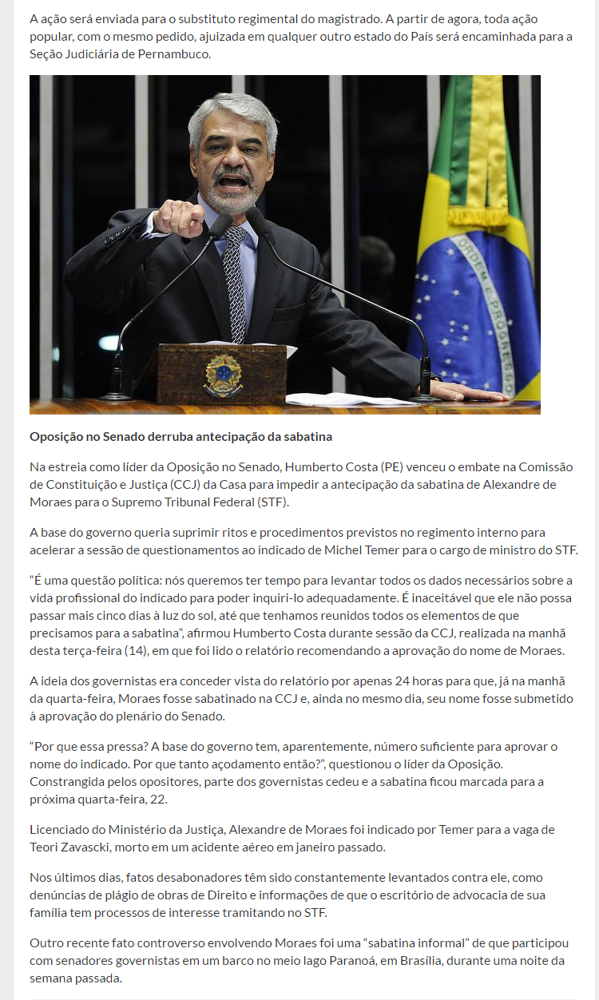 A ação será enviada para o substituto regimental do magistrado. A partir de agora, toda ação
popular, com o mesmo pedido, ajuizada em qualquer outro estado do País será encaminhada para a
Seção Judiciária de Pernambuco.
ORDEM E PROGRESSO
Oposição no Senado derruba antecipação da sabatina
Na estreia como líder da Oposição no Senado, Humberto Costa (PE) venceu o embate na Comissão
de Constituição e Justiça (CCJ) da Casa para impedir a antecipação da sabatina de Alexandre de
Moraes para o Supremo Tribunal Federal (STF).
A base do governo queria suprimir ritos e procedimentos previstos no regimento interno para
acelerar a sessão de questionamentos ao indicado de Michel Temer para o cargo de ministro do STF.
“É uma questão política: nós queremos ter tempo para levantar todos os dados necessários sobre a
vida profissional do indicado para poder inquiri-lo adequadamente. É inaceitável que ele não possa
passar mais cinco dias à luz do sol, até que tenhamos reunidos todos os elementos de que
precisamos para a sabatina”, afirmou Humberto Costa durante sessão da CCJ, realizada na manhã
desta terça-feira (14), em que foi lido o relatório recomendando a aprovação do nome de Moraes.
A ideia dos governistas era conceder vista do relatório por apenas 24 horas para que, já na manhã
da quarta-feira, Moraes fosse sabatinado na CCJ e, ainda no mesmo dia, seu nome fosse submetido
à aprovação do plenário do Senado.
“Por que essa pressa? A base do governo tem, aparentemente, número suficiente para aprovar o
nome do indicado. Por que tanto açodamento então?”, questionou o líder da Oposição.
Constrangida pelos opositores, parte dos governistas cedeu e a sabatina ficou marcada para a
próxima quarta-feira, 22.
Licenciado do Ministério da Justiça, Alexandre de Moraes foi indicado por Temer para a vaga de
Teori Zavascki, morto em um acidente aéreo em janeiro passado.
Nos últimos dias, fatos desabonadores têm sido constantemente levantados contra ele, como
denúncias de plágio de obras de Direito e informações de que o escritório de advocacia de sua
família tem processos de interesse tramitando no STF.
Outro recente fato controverso envolvendo Moraes foi uma “sabatina informal” de que participou
com senadores governistas em um barco no meio lago Paranoá, em Brasília, durante uma noite da
semana passada.